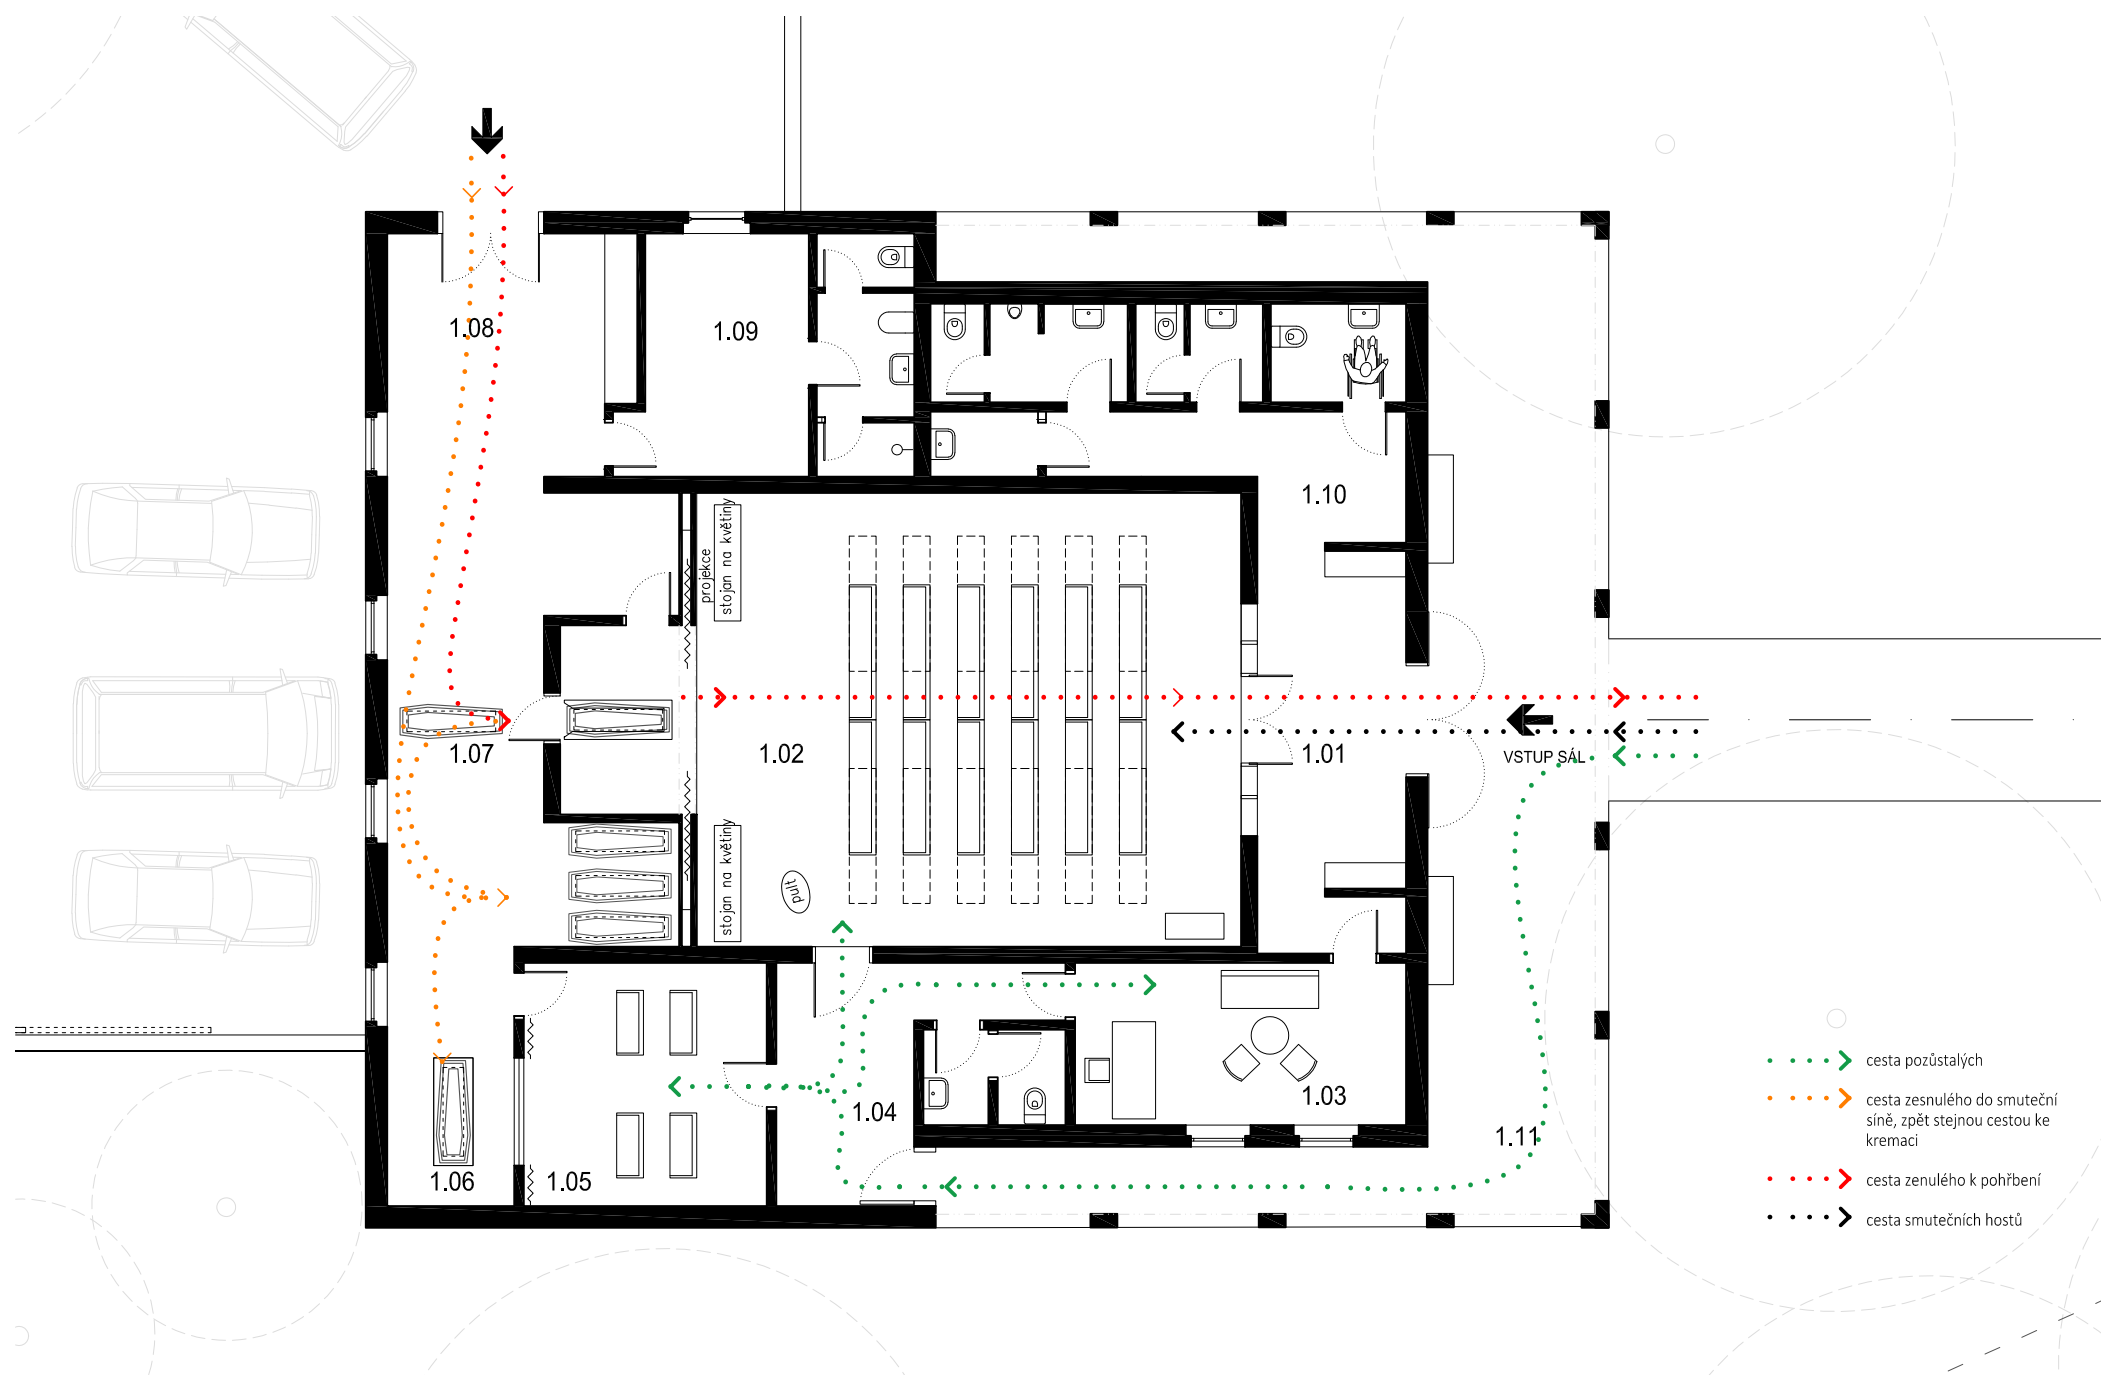 1.08
1.09
1.10
projekce
stojan na květiny
1.07
1.02
1.01
VSTUP SÁL
stojan na květiny
pult
1.03
1.04
1.11
1.06
1.05
cesta pozůstalých
cesta zesnulého do smuteční
síně, zpět stejnou cestou ke
kremaci
cesta zenulého k pohřbení
cesta smutečních hostů